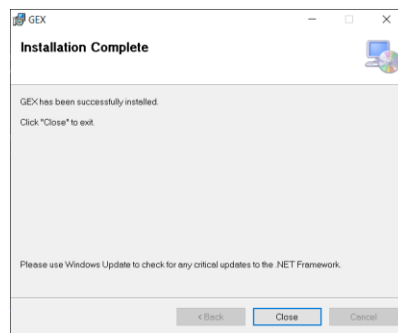 GEX
Installation Complete
GEX has been successfully installed.
Click "Close" to exit.
Please use Windows Update to check for any critical updates to the .NET Framework.
< Back
Close
Cancel